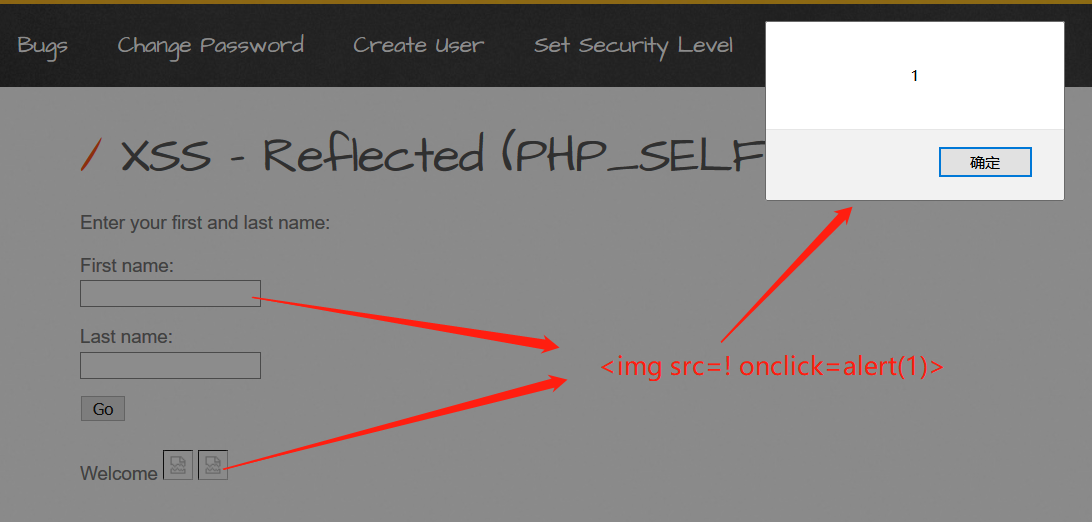 Bugs Change Password Create User Set Security Level
1
确定
/ XSS - Reflected (PHP_SELF
Enter your first and last name:
First name:
Last name:
<img src=! onclick=alert(1)>
Go
Welcome